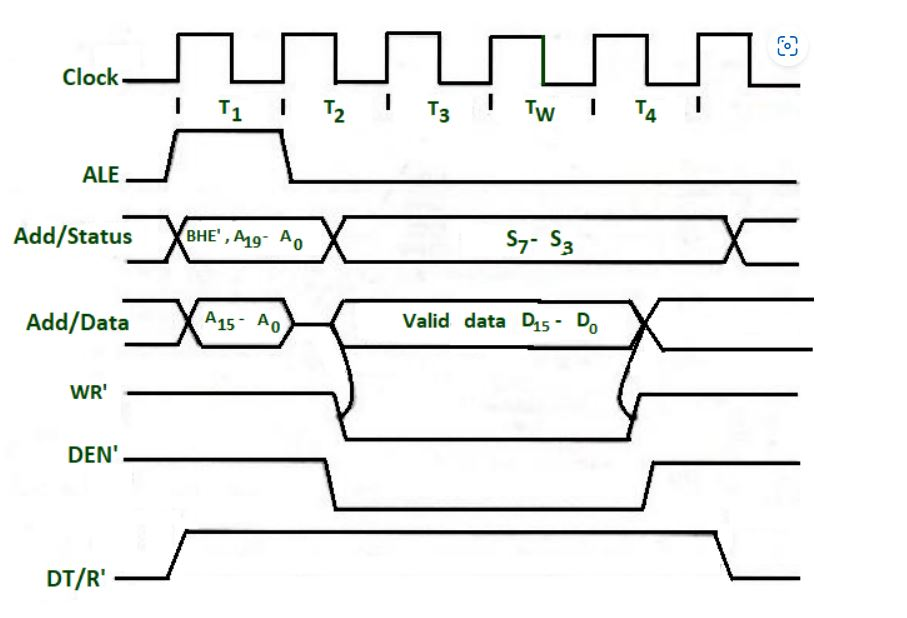 Clock
T1 T2 T3 TW T4
ALE
Add/Status BHE', A19- A0 S7- S3
Add/Data A15- A0 Valid data D15- D0
WR'
DEN'
DT/R'